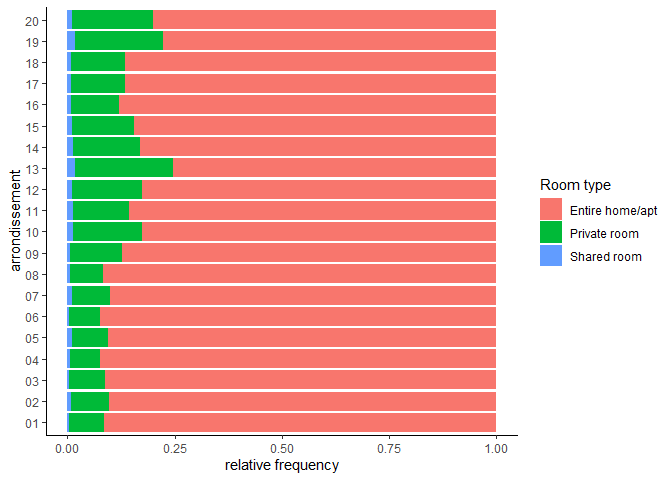 20
19
18
17
16
15
14
13
12
11
10
09
08
07
06
05
04
03
02
01
arrondissement
0.00 0.25 0.50 0.75 1.00
relative frequency
Room type
Entire home/apt
Private room
Shared room